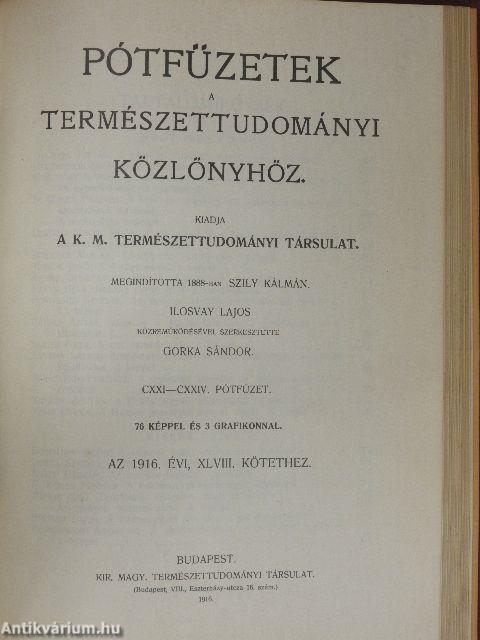 PÓTFÜZETEK
A
TERMÉSZETTUDOMÁNYI
KÖZLÖNYHÖZ.
KIADJA
A K. M. TERMÉSZETTUDOMÁNYI TÁRSULAT.
MEGINDÍTOTTA 1888-BAN SZILY KÁLMÁN.
ILOSVAY LAJOS
KÖZREMŰKÖDÉSÉVEL SZERKESZTETTE
GORKA SÁNDOR.
CXXI—CXXIV. PÓTFÜZET.
76 KÉPPEL ÉS 3 GRAFIKONNAL.
AZ 1916. ÉVI, XLVIII. KÖTETHEZ.
BUDAPEST.
KIR. MAGY. TERMÉSZETTUDOMÁNYI TÁRSULAT.
(Budapest, VIII., Eszterházy-utcza 16. szám.)
1916.
Antikvárium.hu